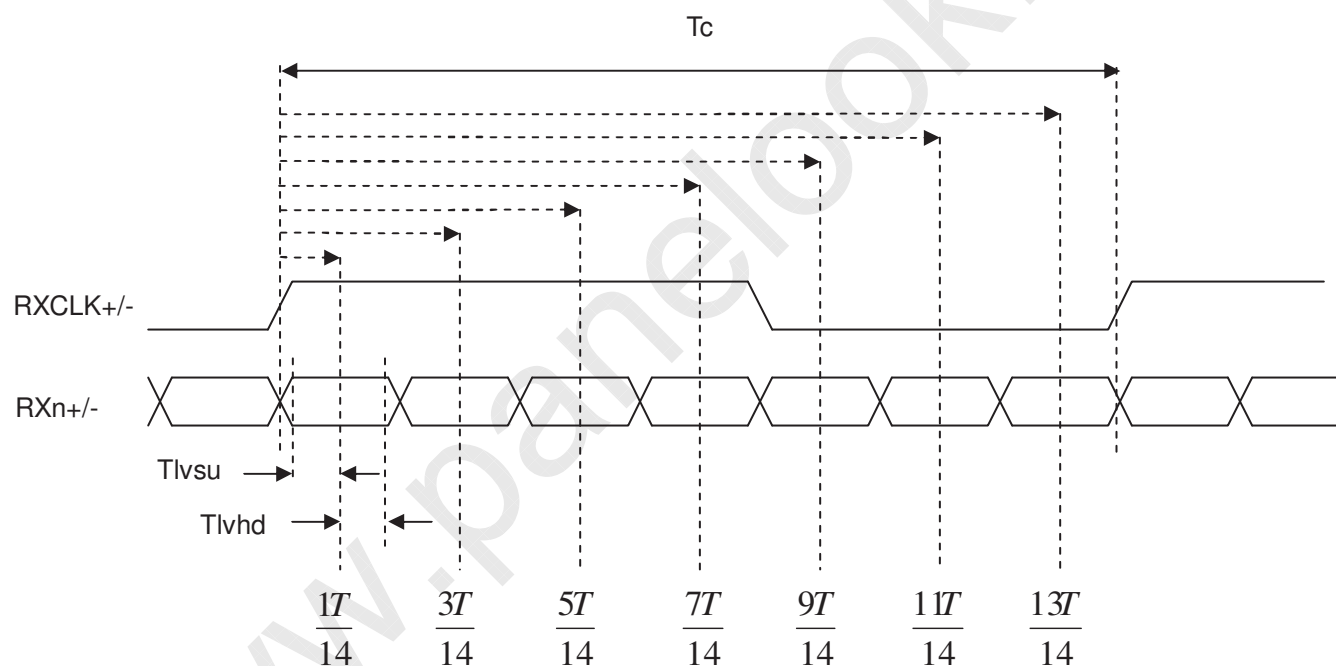 Tc
RXCLK+/-
RXn+/-
Tlvsu
Tlvhd
1T/14 3T/14 5T/14 7T/14 9T/14 11T/14 13T/14
w.panelook.